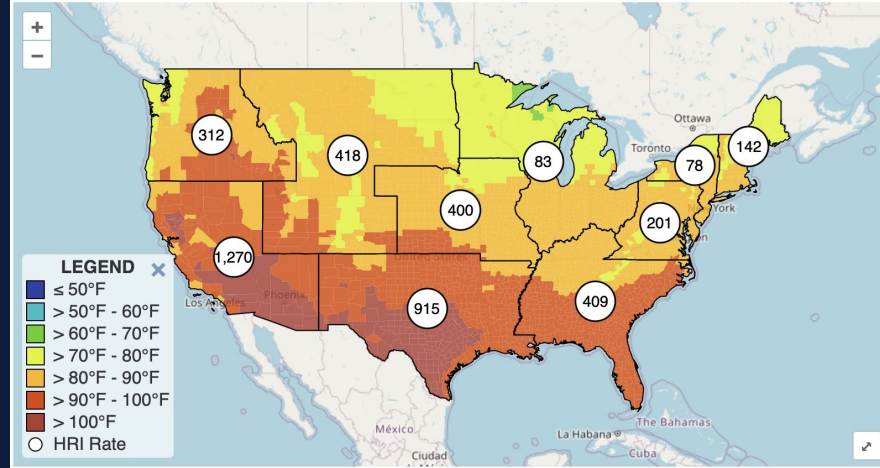 +
−
Ottawa
Toronto
312
418
83
78
142
400
201
York
1,270
United States
LEGEND ×
Los Angeles
Phoenix
915
409
≤ 50°F
> 50°F - 60°F
> 60°F - 70°F
> 70°F - 80°F
> 80°F - 90°F
> 90°F - 100°F
> 100°F
HRI Rate
México
Ciudad
La Habana
The Bahamas
Cuba